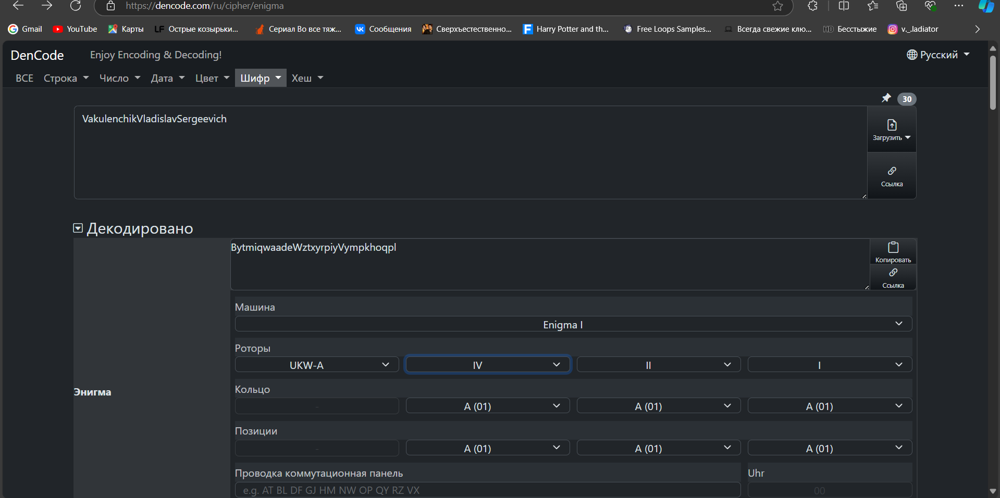 https://dencode.com/ru/cipher/enigma
Gmail YouTube Карты LF Острые козырьки... Сериал Во все тяж... Сообщения Сверхъестественно... Harry Potter and th... Free Loops Samples... Всегда свежие клю... HD Бесстыжие v._.ladiator
DenCode Enjoy Encoding & Decoding! Русский
ВСЕ Строка Число Дата Цвет Шифр Хеш
30
VakulenchikVladislavSergeevich
Загрузить
Ссылка
Декодировано
BytmiqwaadeWztxyrpiyVympkhoqpl
Копировать
Ссылка
Машина
Enigma I
Роторы
UKW-A IV II I
Кольцо
Энигма
- A (01) A (01) A (01)
Позиции
- A (01) A (01) A (01)
Проводка коммутационная панель Uhr
e.g. AT BL DF GJ HM NW OP QY RZ VX 00